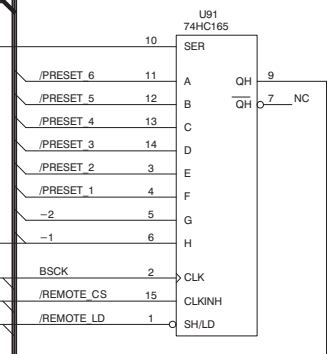 U91
74HC165
10 SER
/PRESET_6 11 A QH 9
/PRESET_5 12 B QH 7 NC
/PRESET_4 13 C
/PRESET_3 14 D
/PRESET_2 3 E
/PRESET_1 4 F
−2 5 G
−1 6 H
BSCK 2 CLK
/REMOTE_CS 15 CLKINH
/REMOTE_LD 1 SH/LD